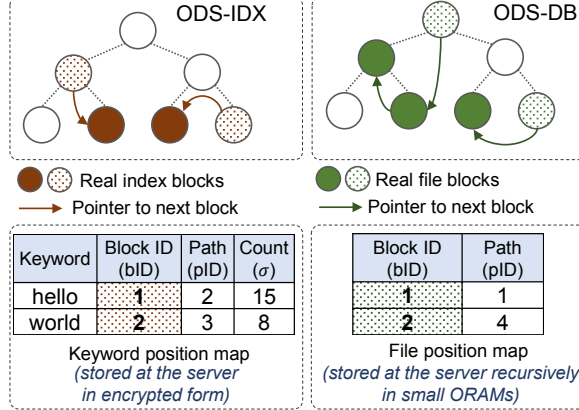 ODS-IDX
Real index blocks
Pointer to next block
Keyword Block ID (bID) Path (pID) Count (σ)
hello 1 2 15
world 2 3 8
Keyword position map
(stored at the server
in encrypted form)
ODS-DB
Real file blocks
Pointer to next block
Block ID (bID) Path (pID)
1 1
2 4
File position map
(stored at the server recursively
in small ORAMs)